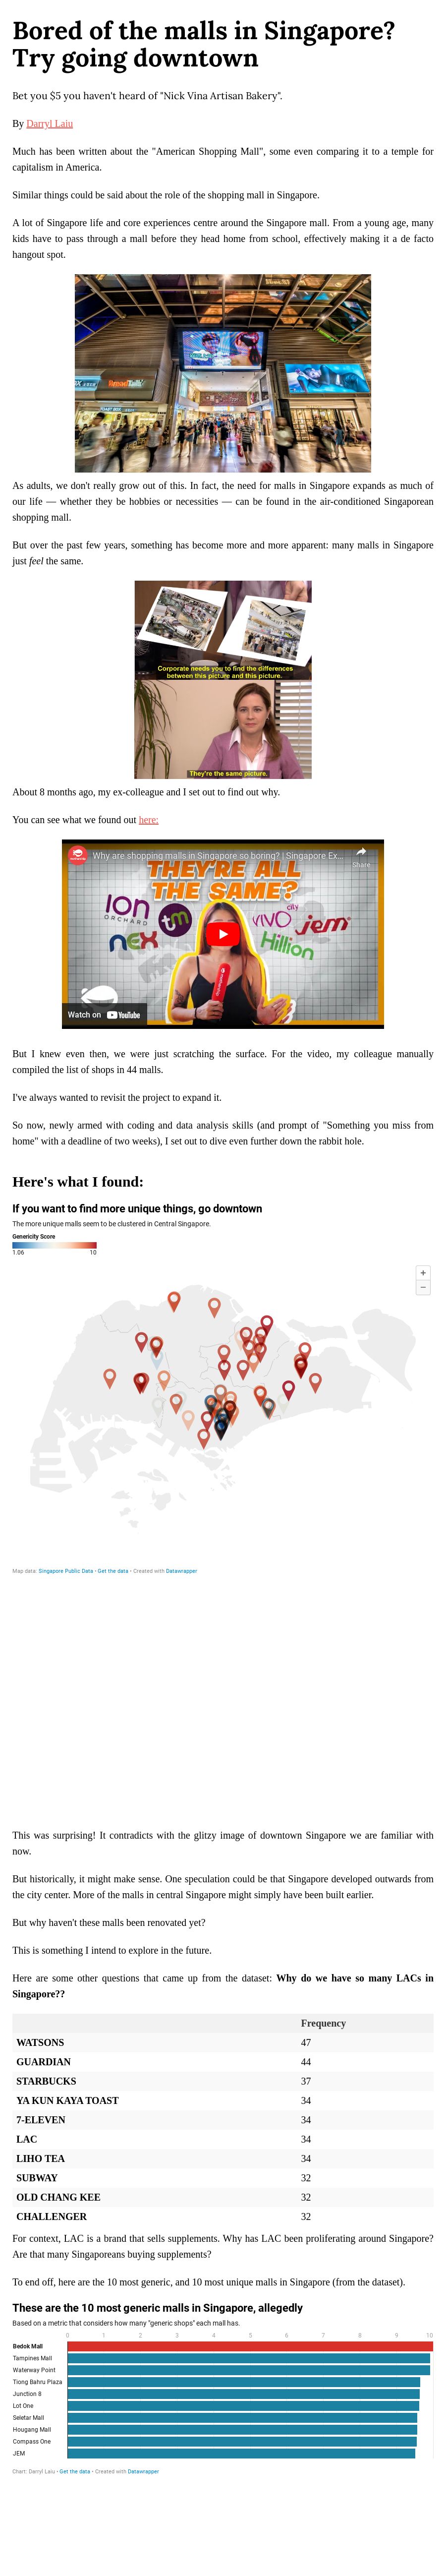 Bored of the malls in Singapore?
Try going downtown
Bet you $5 you haven't heard of "Nick Vina Artisan Bakery".
By Darryl Laiu
Much has been written about the "American Shopping Mall", some even comparing it to a temple for
capitalism in America.
Similar things could be said about the role of the shopping mall in Singapore.
A lot of Singapore life and core experiences centre around the Singapore mall. From a young age, many
kids have to pass through a mall before they head home from school, effectively making it a de facto
hangout spot.
As adults, we don't really grow out of this. In fact, the need for malls in Singapore expands as much of
our life — whether they be hobbies or necessities — can be found in the air-conditioned Singaporean
shopping mall.
But over the past few years, something has become more and more apparent: many malls in Singapore
just feel the same.
Corporate needs you to find the differences
between this picture and this picture.
They're the same picture.
About 8 months ago, my ex-colleague and I set out to find out why.
You can see what we found out here:
Why are shopping malls in Singapore so boring? | Singapore Ex...
Share
THEY'RE ALL
THE SAME?
ION
ORCHARD
tm
VIVO
city
jem
nex
Hillion
Watch on YouTube
But I knew even then, we were just scratching the surface. For the video, my colleague manually
compiled the list of shops in 44 malls.
I've always wanted to revisit the project to expand it.
So now, newly armed with coding and data analysis skills (and prompt of "Something you miss from
home" with a deadline of two weeks), I set out to dive even further down the rabbit hole.
Here's what I found:
If you want to find more unique things, go downtown
The more unique malls seem to be clustered in Central Singapore.
Genericity Score
1.06 10
+
−
Map data: Singapore Public Data • Get the data • Created with Datawrapper
This was surprising! It contradicts with the glitzy image of downtown Singapore we are familiar with
now.
But historically, it might make sense. One speculation could be that Singapore developed outwards from
the city center. More of the malls in central Singapore might simply have been built earlier.
But why haven't these malls been renovated yet?
This is something I intend to explore in the future.
Here are some other questions that came up from the dataset: Why do we have so many LACs in
Singapore??
Frequency
WATSONS 47
GUARDIAN 44
STARBUCKS 37
YA KUN KAYA TOAST 34
7-ELEVEN 34
LAC 34
LIHO TEA 34
SUBWAY 32
OLD CHANG KEE 32
CHALLENGER 32
For context, LAC is a brand that sells supplements. Why has LAC been proliferating around Singapore?
Are that many Singaporeans buying supplements?
To end off, here are the 10 most generic, and 10 most unique malls in Singapore (from the dataset).
These are the 10 most generic malls in Singapore, allegedly
Based on a metric that considers how many "generic shops" each mall has.
0 1 2 3 4 5 6 7 8 9 10
Bedok Mall
Tampines Mall
Waterway Point
Tiong Bahru Plaza
Junction 8
Lot One
Seletar Mall
Hougang Mall
Compass One
JEM
Chart: Darryl Laiu • Get the data • Created with Datawrapper